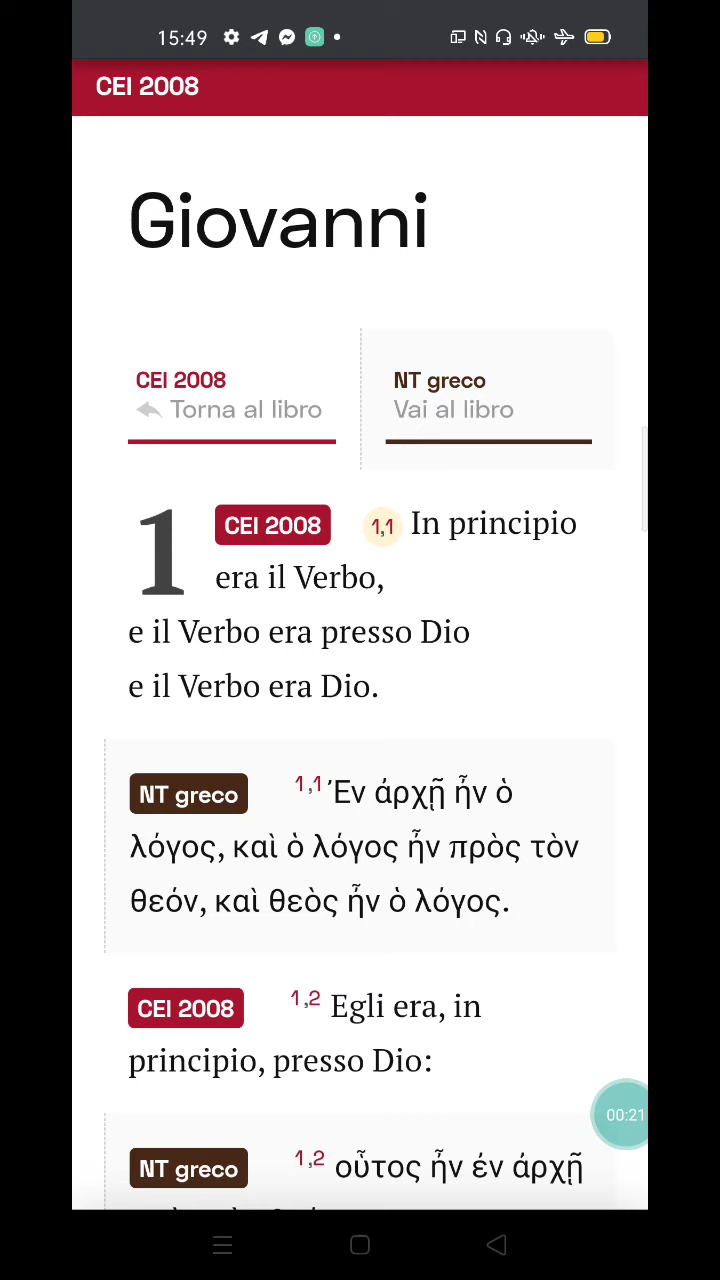 15:49
CEI 2008
Giovanni
CEI 2008
Torna al libro
NT greco
Vai al libro
1 CEI 2008 1,1 In principio
era il Verbo,
e il Verbo era presso Dio
e il Verbo era Dio.
NT greco 1,1 Ἐν ἀρχῇ ἦν ὁ
λόγος, καὶ ὁ λόγος ἦν πρὸς τὸν
θεόν, καὶ θεὸς ἦν ὁ λόγος.
CEI 2008 1,2 Egli era, in
principio, presso Dio:
00:21
NT greco 1,2 οὗτος ἦν ἐν ἀρχῇ